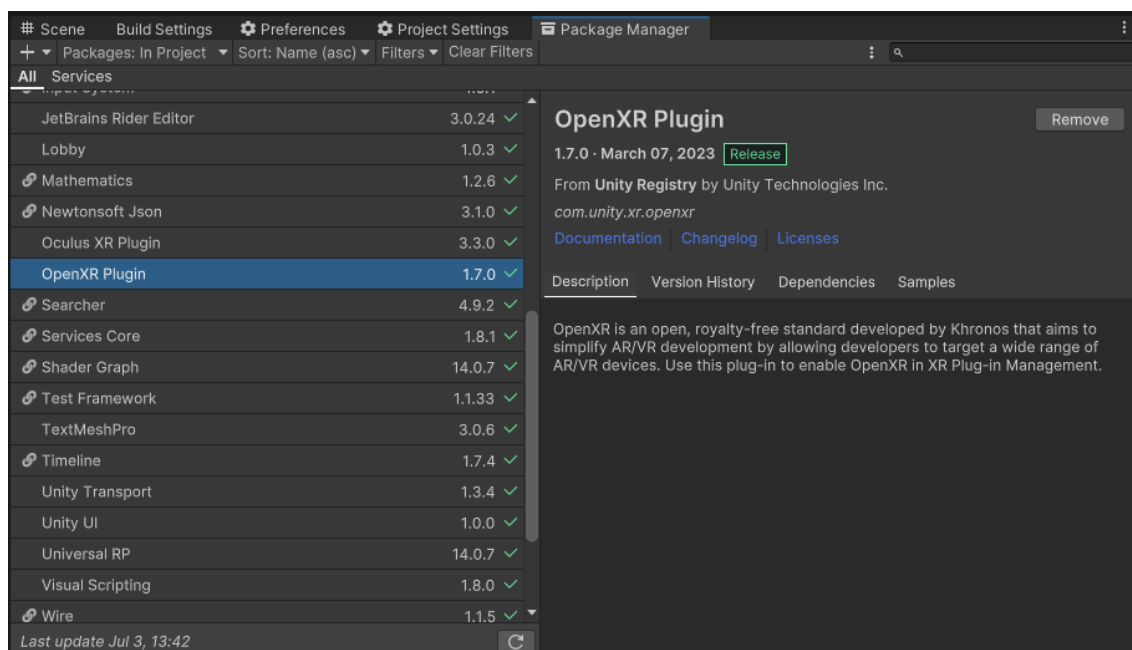 Scene Build Settings Preferences Project Settings Package Manager
Packages: In Project Sort: Name (asc) Filters Clear Filters
All Services
Input System
JetBrains Rider Editor 3.0.24
Lobby 1.0.3
Mathematics 1.2.6
Newtonsoft Json 3.1.0
Oculus XR Plugin 3.3.0
OpenXR Plugin 1.7.0
Searcher 4.9.2
Services Core 1.8.1
Shader Graph 14.0.7
Test Framework 1.1.33
TextMeshPro 3.0.6
Timeline 1.7.4
Unity Transport 1.3.4
Unity UI 1.0.0
Universal RP 14.0.7
Visual Scripting 1.8.0
Wire 1.1.5
Last update Jul 3, 13:42
OpenXR Plugin Remove
1.7.0 · March 07, 2023 Release
From Unity Registry by Unity Technologies Inc.
com.unity.xr.openxr
Documentation Changelog Licenses
Description Version History Dependencies Samples
OpenXR is an open, royalty-free standard developed by Khronos that aims to
simplify AR/VR development by allowing developers to target a wide range of
AR/VR devices. Use this plug-in to enable OpenXR in XR Plug-in Management.